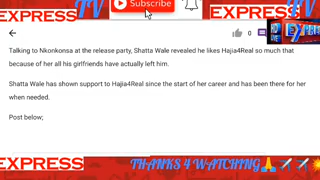 EXPRESS
TV
Subscribe
EXPRESS
0
Talking to Nkonkonsa at the release party, Shatta Wale revealed he likes Hajia4Real so much that
because of her all his girlfriends have actually left him.
Shatta Wale has shown support to Hajia4Real since the start of her career and has been there for her
when needed.
Post below;
EXPRESS
THANKS 4 WATCHING🙏✈✈